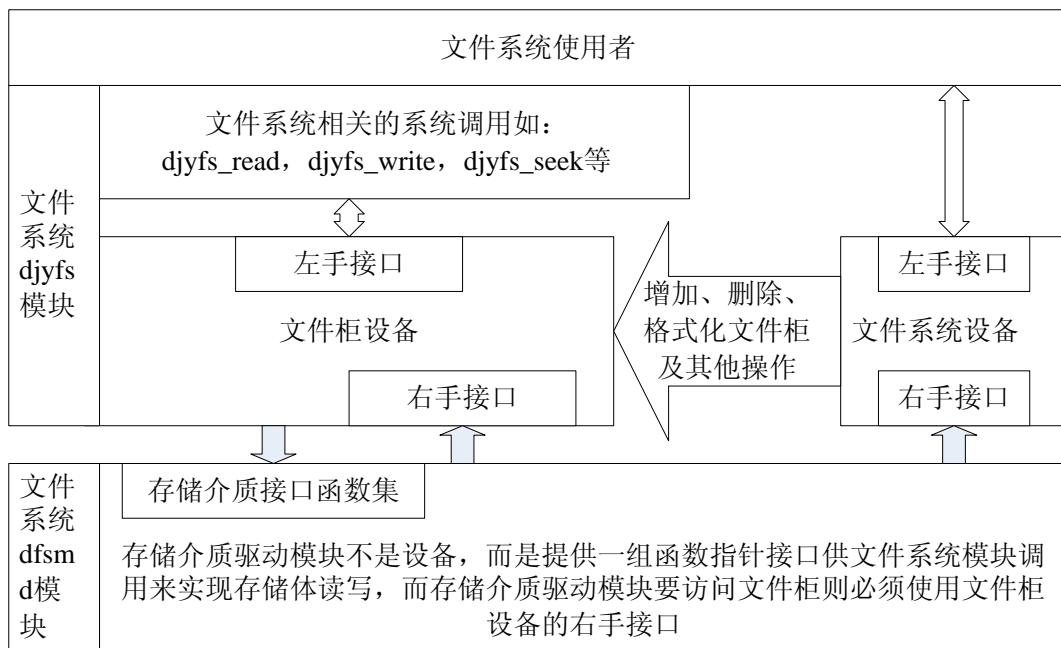 文件系统使用者
文件系统相关的系统调用如：
djyfs_read，djyfs_write，djyfs_seek等
文件
系统
djyfs
模块
左手接口
文件柜设备
右手接口
增加、删除、
格式化文件柜
及其他操作
左手接口
文件系统设备
右手接口
文件
系统
dfsm
d模
块
存储介质接口函数集
存储介质驱动模块不是设备，而是提供一组函数指针接口供文件系统模块调
用来实现存储体读写，而存储介质驱动模块要访问文件柜则必须使用文件柜
设备的右手接口